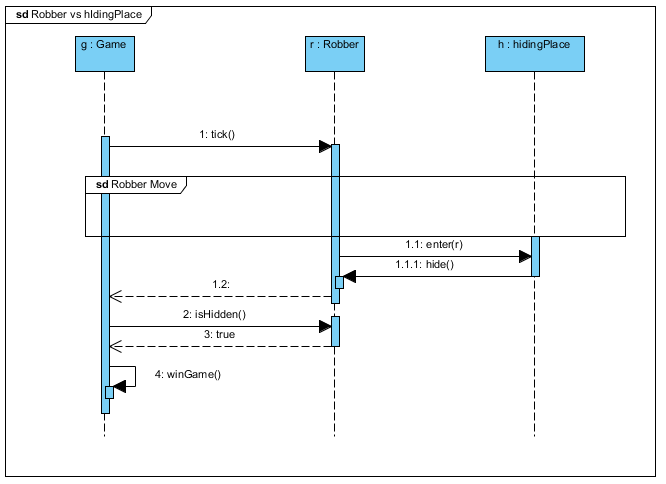 sd Robber vs hIdingPlace
g : Game
r : Robber
h : hidingPlace
1: tick()
sd Robber Move
1.1: enter(r)
1.1.1: hide()
1.2:
2: isHidden()
3: true
4: winGame()